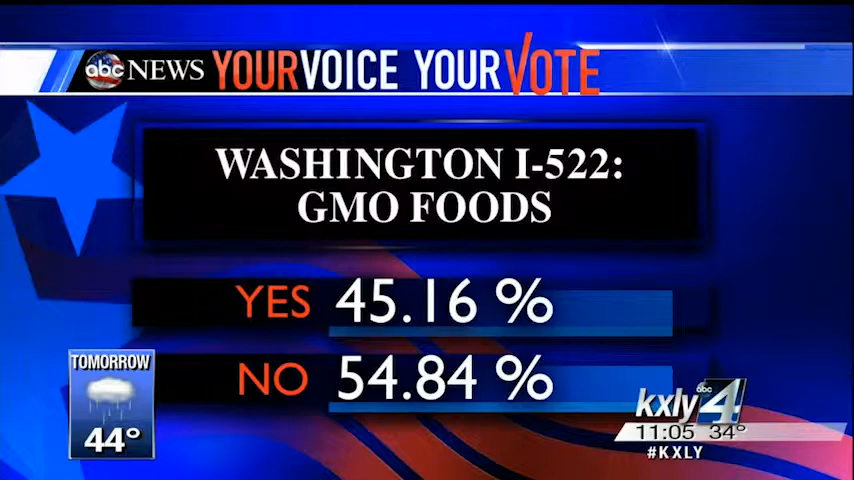 abc NEWS YOUR VOICE YOUR VOTE
WASHINGTON I-522:
GMO FOODS
YES 45.16 %
NO 54.84 %
TOMORROW
44°
kxly abc 4
11:05 34°
#KXLY